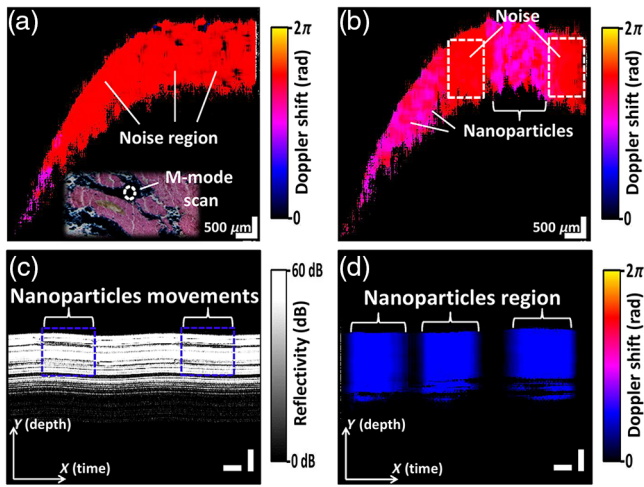 (a)
Noise region
M-mode
scan
500 μm
2π
Doppler shift (rad)
0
(b)
Noise
Nanoparticles
500 μm
2π
Doppler shift (rad)
0
(c)
Nanoparticles movements
Y (depth)
X (time)
60 dB
Reflectivity (dB)
0 dB
(d)
Nanoparticles region
Y (depth)
X (time)
2π
Doppler shift (rad)
0